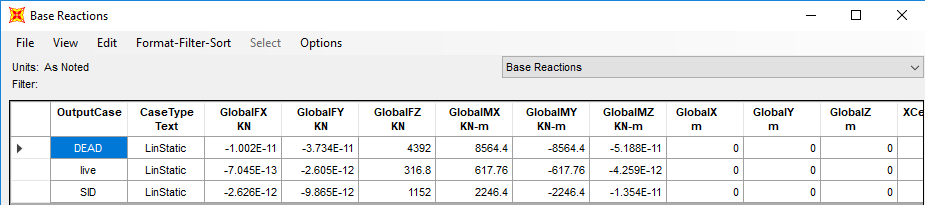 Base Reactions
File View Edit Format-Filter-Sort Select Options
Units: As Noted
Base Reactions
Filter:
OutputCase CaseType GlobalFX GlobalFY GlobalFZ GlobalMX GlobalMY GlobalMZ GlobalX GlobalY GlobalZ XCe
Text KN KN KN KN-m KN-m KN-m m m m
DEAD LinStatic -1.002E-11 -3.734E-11 4392 8564.4 -8564.4 -5.188E-11 0 0 0
live LinStatic -7.045E-13 -2.605E-12 316.8 617.76 -617.76 -4.259E-12 0 0 0
SID LinStatic -2.626E-12 -9.865E-12 1152 2246.4 -2246.4 -1.354E-11 0 0 0